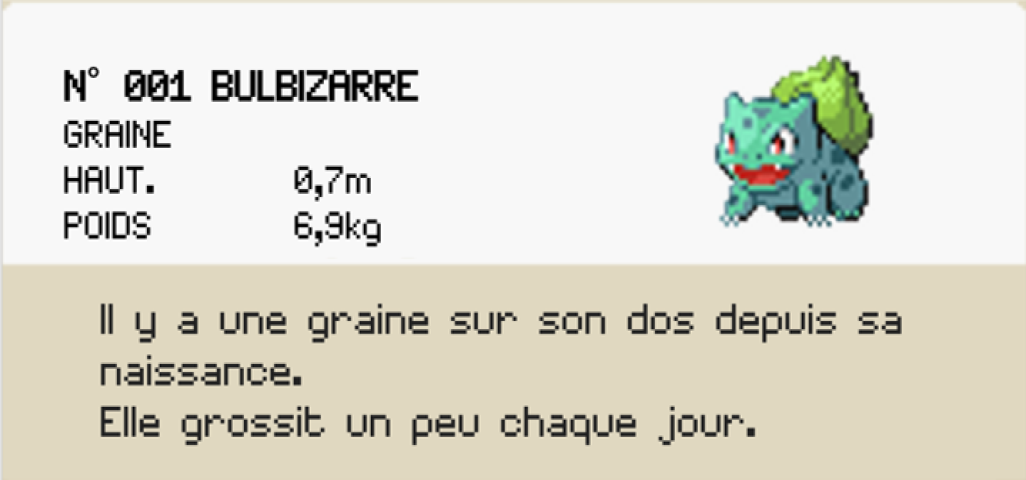 N° 001 BULBIZARRE
GRAINE
HAUT. 0,7m
POIDS 6,9kg
Il y a une graine sur son dos depuis sa
naissance.
Elle grossit un peu chaque jour.